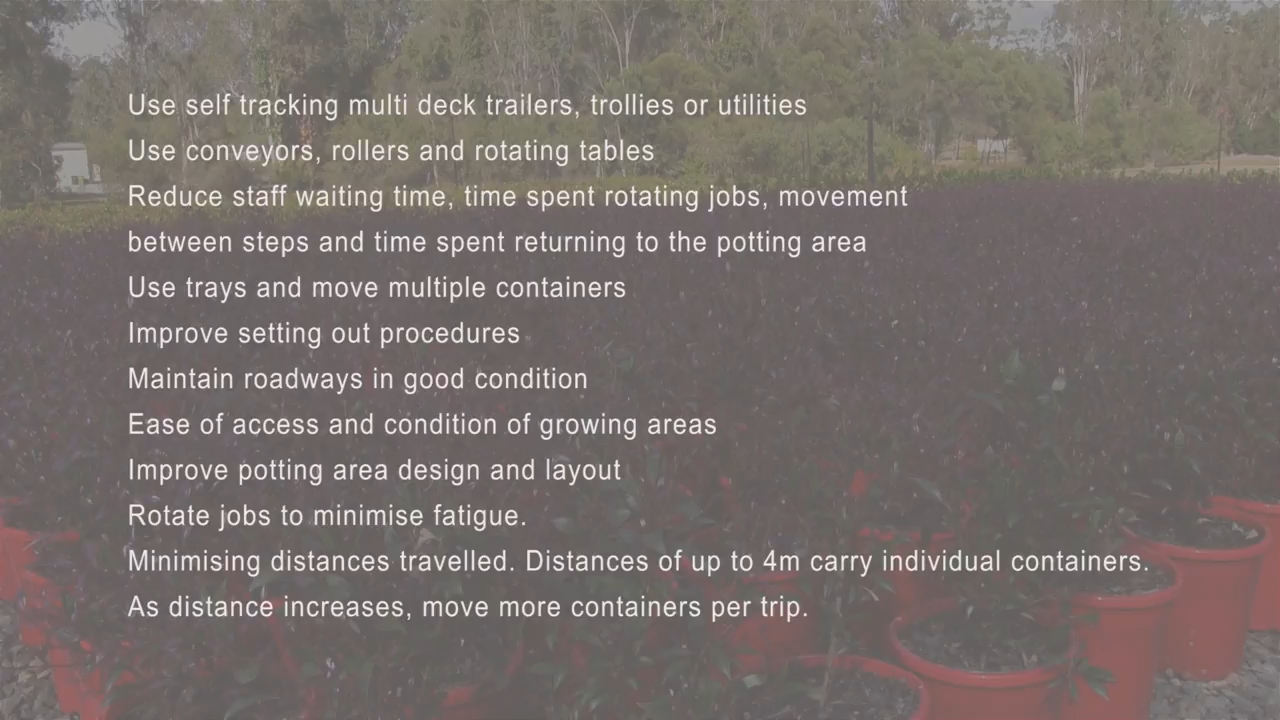 Use self tracking multi deck trailers, trollies or utilities
Use conveyors, rollers and rotating tables
Reduce staff waiting time, time spent rotating jobs, movement
between steps and time spent returning to the potting area
Use trays and move multiple containers
Improve setting out procedures
Maintain roadways in good condition
Ease of access and condition of growing areas
Improve potting area design and layout
Rotate jobs to minimise fatigue.
Minimising distances travelled. Distances of up to 4m carry individual containers.
As distance increases, move more containers per trip.